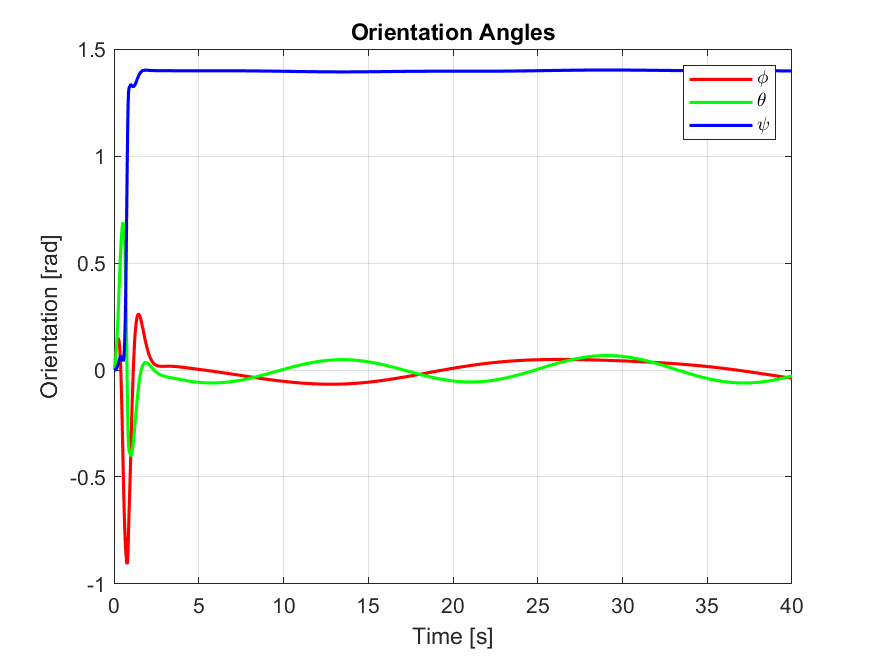 Orientation Angles
1.5
1
0.5
0
-0.5
-1
Orientation [rad]
ϕ
θ
ψ
0 5 10 15 20 25 30 35 40
Time [s]